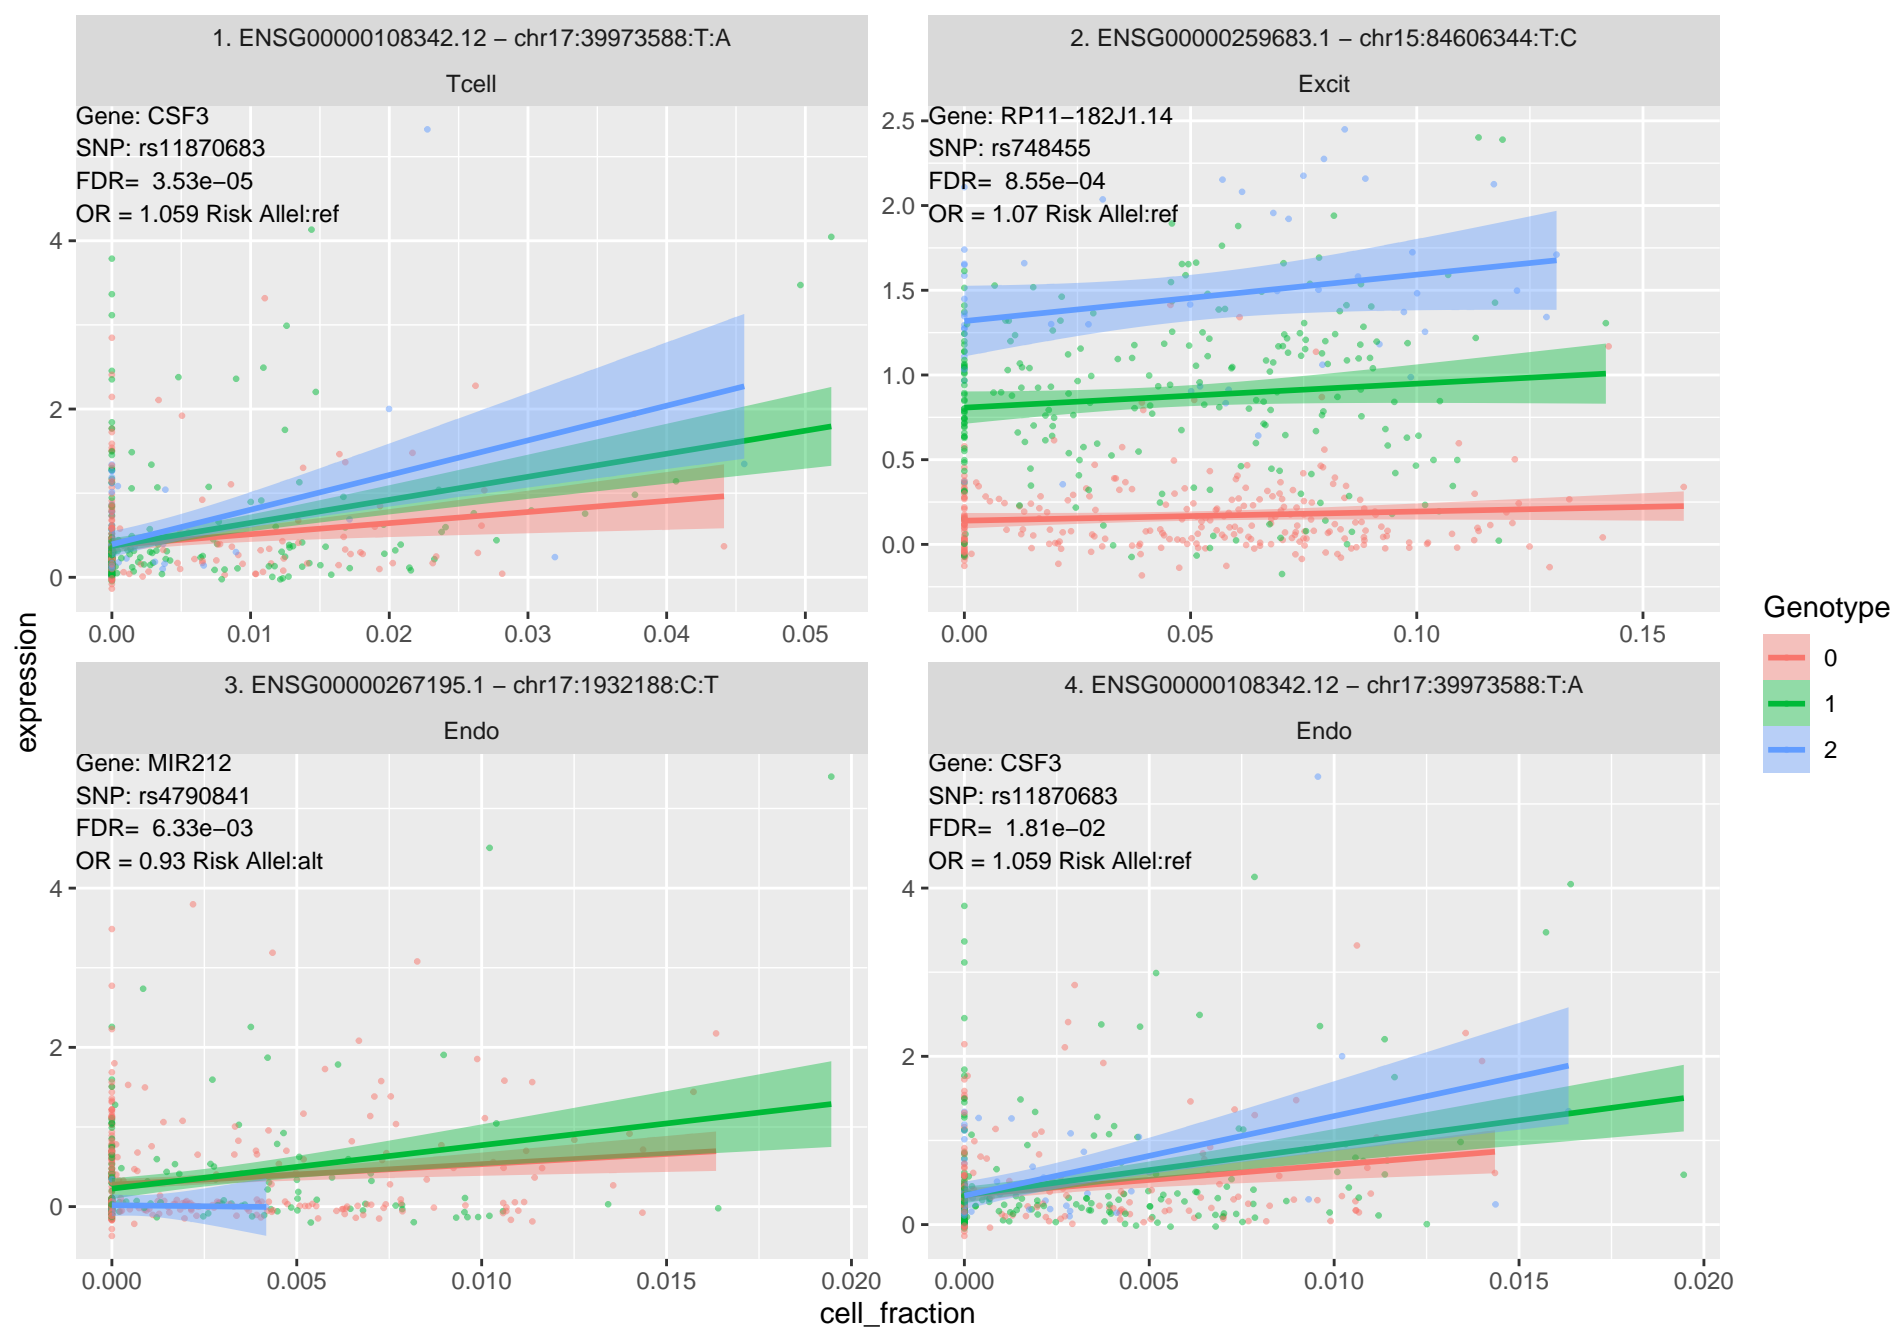 1. ENSG00000108342.12 – chr17:39973588:T:A
Tcell
Gene: CSF3
SNP: rs11870683
FDR=  3.53e−05
OR = 1.059 Risk Allel:ref
4
2
0
0.00 0.01 0.02 0.03 0.04 0.05
2. ENSG00000259683.1 – chr15:84606344:T:C
Excit
Gene: RP11−182J1.14
SNP: rs748455
FDR=  8.55e−04
OR = 1.07 Risk Allel:ref
2.5
2.0
1.5
1.0
0.5
0.0
0.00 0.05 0.10 0.15
3. ENSG00000267195.1 – chr17:1932188:C:T
Endo
Gene: MIR212
SNP: rs4790841
FDR=  6.33e−03
OR = 0.93 Risk Allel:alt
4
2
0
0.000 0.005 0.010 0.015 0.020
4. ENSG00000108342.12 – chr17:39973588:T:A
Endo
Gene: CSF3
SNP: rs11870683
FDR=  1.81e−02
OR = 1.059 Risk Allel:ref
4
2
0
0.000 0.005 0.010 0.015 0.020
expression
cell_fraction
Genotype
0
1
2